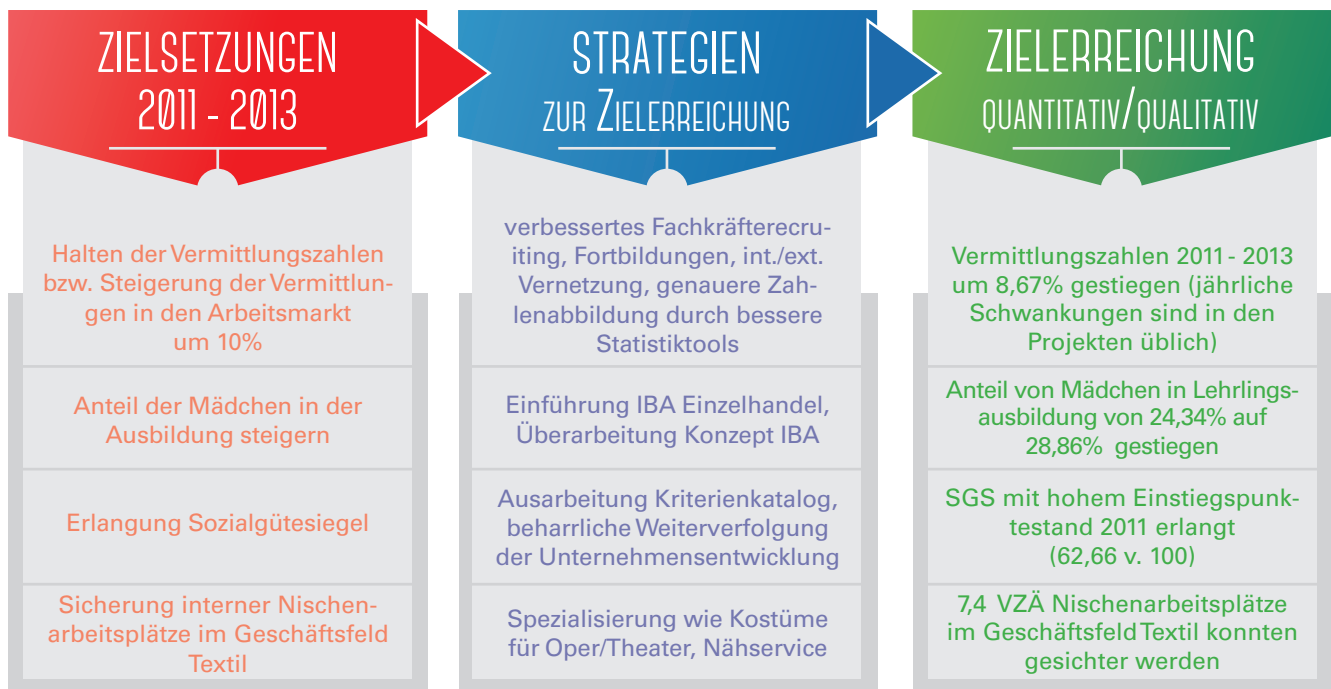 ZIELSETZUNGEN
2011 - 2013
Halten der Vermittlungszahlen
bzw. Steigerung der Vermittlun-
gen in den Arbeitsmarkt
um 10%
Anteil der Mädchen in der
Ausbildung steigern
Erlangung Sozialgütesiegel
Sicherung interner Nischen-
arbeitsplätze im Geschäftsfeld
Textil
STRATEGIEN
ZUR ZIELERREICHUNG
verbessertes Fachkräfterecru-
iting, Fortbildungen, int./ext.
Vernetzung, genauere Zah-
lenabbildung durch bessere
Statistiktools
Einführung IBA Einzelhandel,
Überarbeitung Konzept IBA
Ausarbeitung Kriterienkatalog,
beharrliche Weiterverfolgung
der Unternehmensentwicklung
Spezialisierung wie Kostüme
für Oper/Theater, Nähservice
ZIELERREICHUNG
QUANTITATIV/QUALITATIV
Vermittlungszahlen 2011 - 2013
um 8,67% gestiegen (jährliche
Schwankungen sind in den
Projekten üblich)
Anteil von Mädchen in Lehrlings-
ausbildung von 24,34% auf
28,86% gestiegen
SGS mit hohem Einstiegspunk-
testand 2011 erlangt
(62,66 v. 100)
7,4 VZÄ Nischenarbeitsplätze
im Geschäftsfeld Textil konnten
gesichter werden